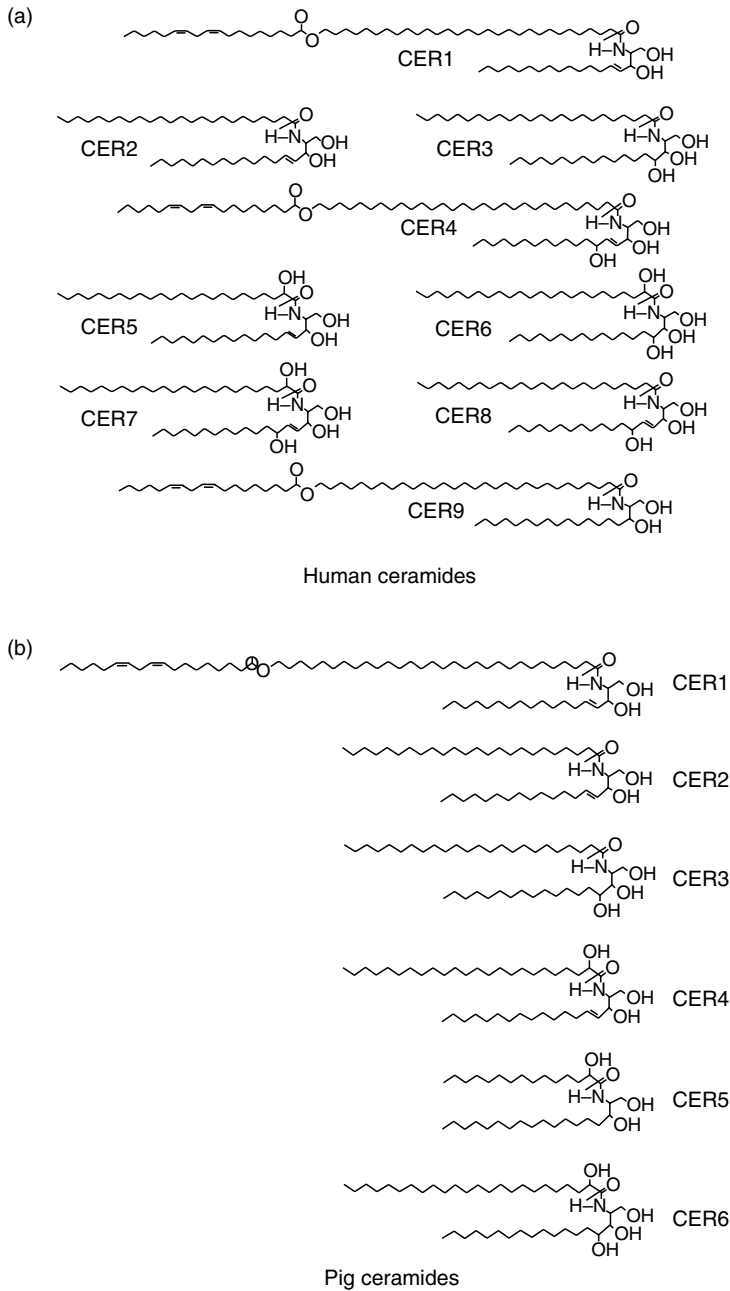 (a)
O
O O
CER1 H–N OH
OH
O O
CER2 H–N OH CER3 H–N OH
OH OH
OH
O
O O
CER4 H–N OH
OH
OH
OH OH
O O
H–N OH H–N OH
CER5 OH CER6 OH
OH
OH
O O
H–N OH H–N OH
CER7 OH CER8 OH
OH OH
O
O O
H–N OH
CER9 OH
Human ceramides
(b)
O O O
H–N OH CER1
OH
O
H–N OH CER2
OH
O
H–N OH CER3
OH
OH
OH
O
H–N OH CER4
OH
OH
O
H–N OH CER5
OH
OH
O
H–N OH CER6
OH
OH
Pig ceramides